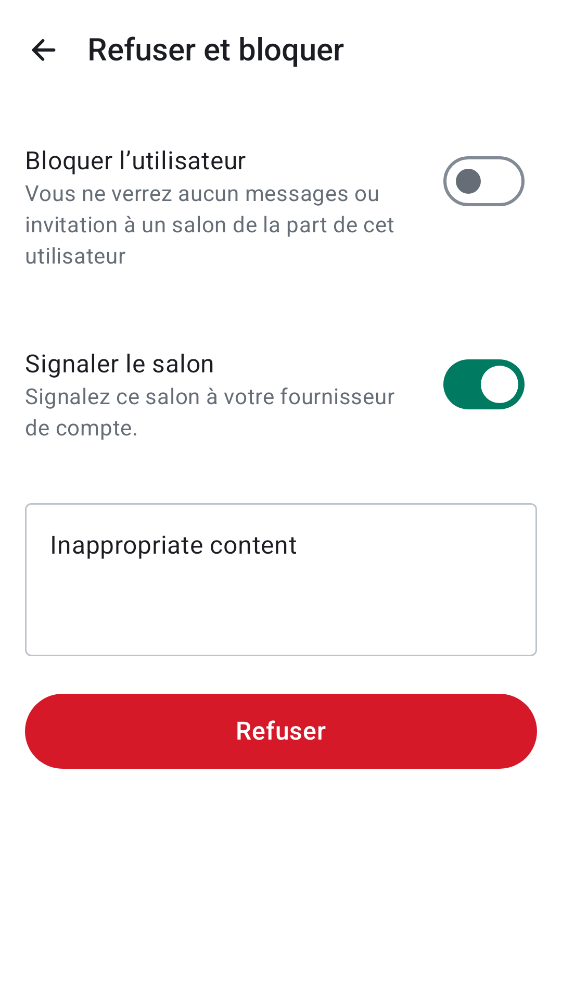 Refuser et bloquer
Bloquer l’utilisateur
Vous ne verrez aucun messages ou
invitation à un salon de la part de cet
utilisateur
Signaler le salon
Signalez ce salon à votre fournisseur
de compte.
Inappropriate content
Refuser